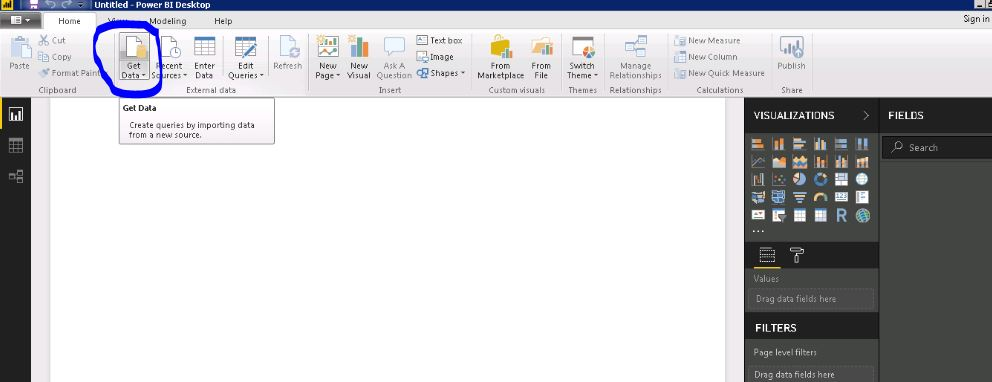 Untitled - Power BI Desktop
Home
Modeling
Help
Sign in
Paste
Cut
Copy
Format
Clipboard
Get Data
Recent Sources
Enter Data
Edit Queries
Refresh
External data
New Page
New Visual
Ask A Question
Text box
Image
Shapes
Insert
From Marketplace
From File
Custom visuals
Switch Theme
Themes
Manage Relationships
Relationships
New Measure
New Column
New Quick Measure
Calculations
Publish
Share
Get Data
Create queries by importing data
from a new source.
VISUALIZATIONS
R
...
Values
Drag data fields here
FILTERS
Page level filters
Drag data fields here
FIELDS
Search